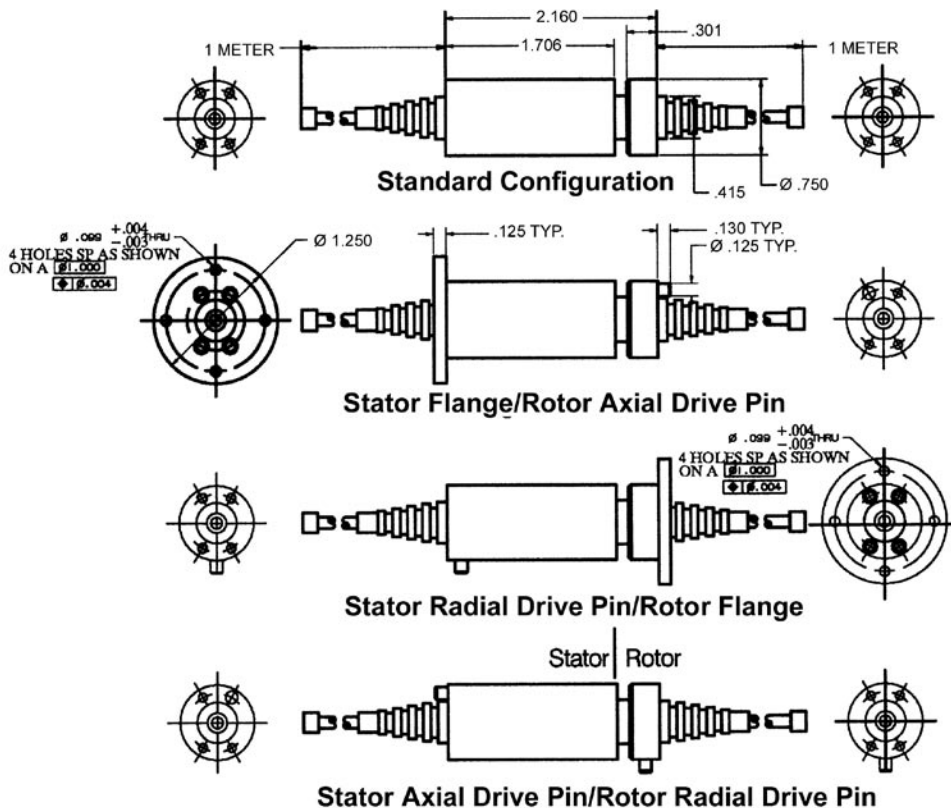 2.160
1 METER
1.706
.301
1 METER
Standard Configuration
.415
Ø .750
Ø .099 +.004 -.003 THRU
4 HOLES SP AS SHOWN
ON A Ø1.000
⌖ Ø.004
Ø 1.250
.125 TYP.
.130 TYP.
Ø .125 TYP.
Stator Flange/Rotor Axial Drive Pin
Ø .099 +.004 -.003 THRU
4 HOLES SP AS SHOWN
ON A Ø1.000
⌖ Ø.004
Stator Radial Drive Pin/Rotor Flange
Stator Rotor
Stator Axial Drive Pin/Rotor Radial Drive Pin